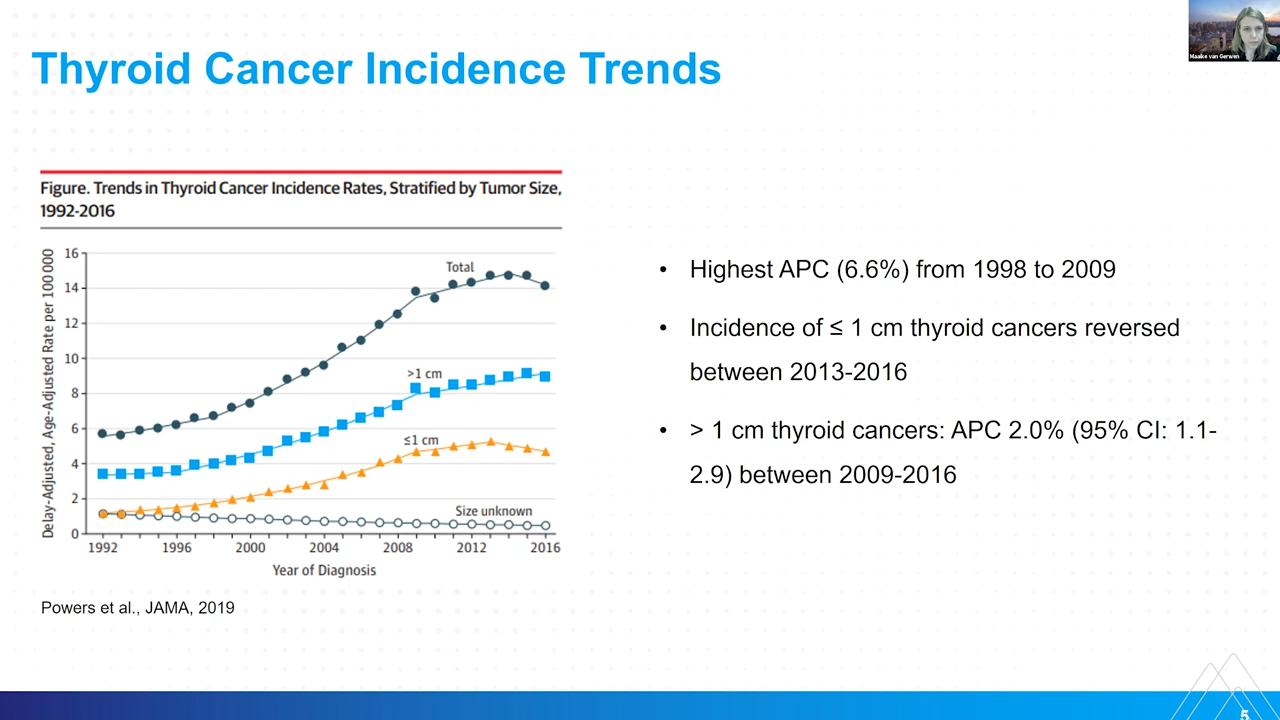 Maaike van Gerwen
Thyroid Cancer Incidence Trends
Figure. Trends in Thyroid Cancer Incidence Rates, Stratified by Tumor Size,
1992-2016
Delay-Adjusted, Age-Adjusted Rate per 100 000
16
14
12
10
8
6
4
2
0
Total
>1 cm
≤1 cm
Size unknown
1992 1996 2000 2004 2008 2012 2016
Year of Diagnosis
Powers et al., JAMA, 2019
• Highest APC (6.6%) from 1998 to 2009
• Incidence of ≤ 1 cm thyroid cancers reversed
between 2013-2016
• > 1 cm thyroid cancers: APC 2.0% (95% CI: 1.1-
2.9) between 2009-2016
5